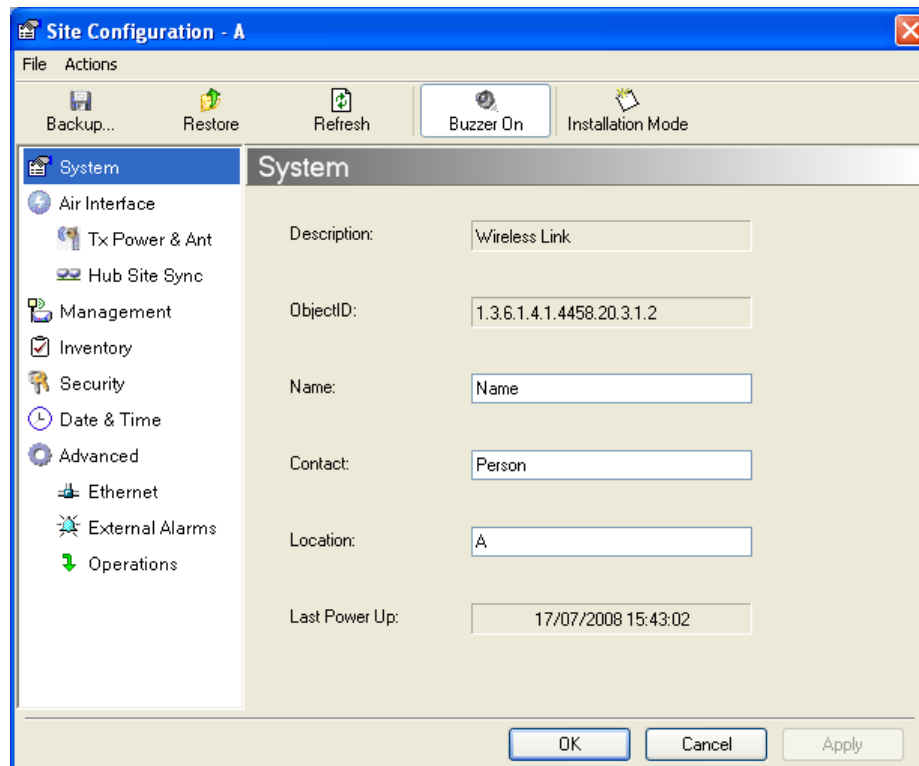 Site Configuration - A
File Actions
Backup... Restore Refresh Buzzer On Installation Mode
System
Air Interface
Tx Power & Ant
Hub Site Sync
Management
Inventory
Security
Date & Time
Advanced
Ethernet
External Alarms
Operations
System
Description: Wireless Link
ObjectID: 1.3.6.1.4.1.4458.20.3.1.2
Name: Name
Contact: Person
Location: A
Last Power Up: 17/07/2008 15:43:02
OK Cancel Apply